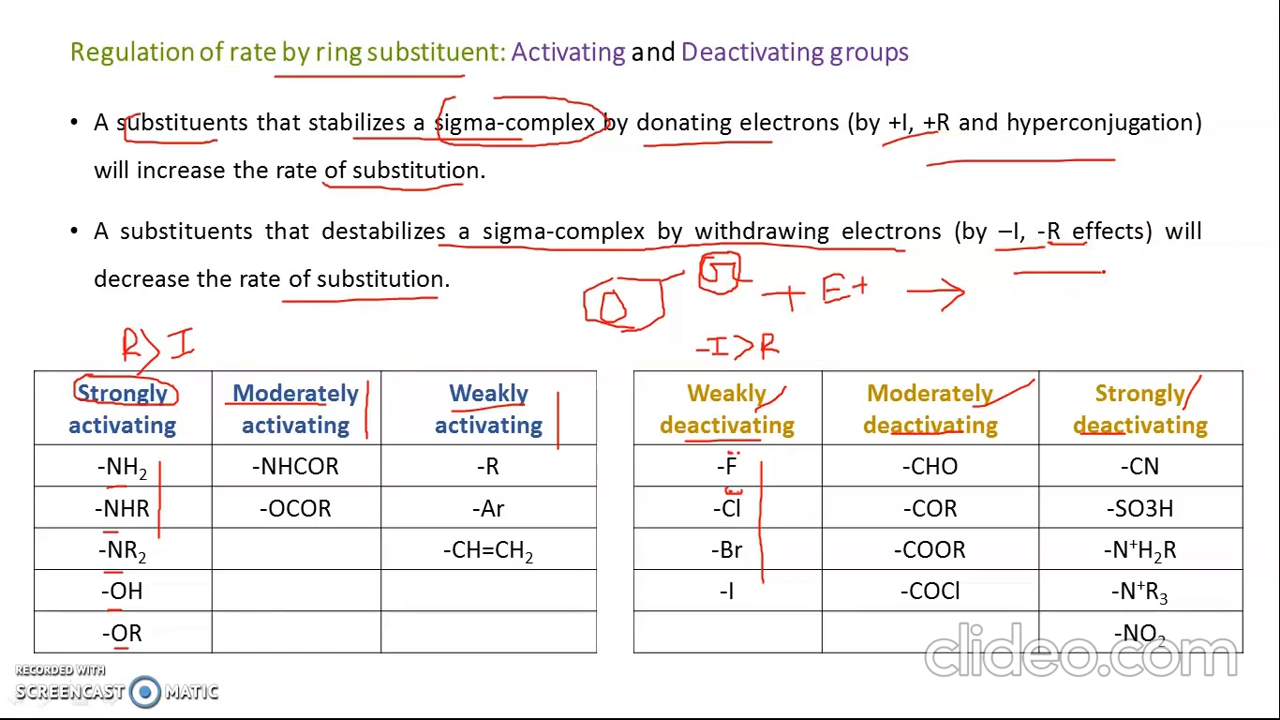 Regulation of rate by ring substituent: Activating and Deactivating groups
• A substituents that stabilizes a sigma-complex by donating electrons (by +I, +R and hyperconjugation)
will increase the rate of substitution.
• A substituents that destabilizes a sigma-complex by withdrawing electrons (by –I, -R effects) will
decrease the rate of substitution.
+ E+ →
R > I
-I > R
Strongly activating Moderately activating Weakly activating
-NH₂ -NHCOR -R
-NHR -OCOR -Ar
-NR₂ -CH=CH₂
-OH
-OR
Weakly deactivating Moderately deactivating Strongly deactivating
-F -CHO -CN
-Cl -COR -SO3H
-Br -COOR -N⁺H₂R
-I -COCl -N⁺R₃
-NO₂
clideo.com
RECORDED WITH
SCREENCAST MATIC